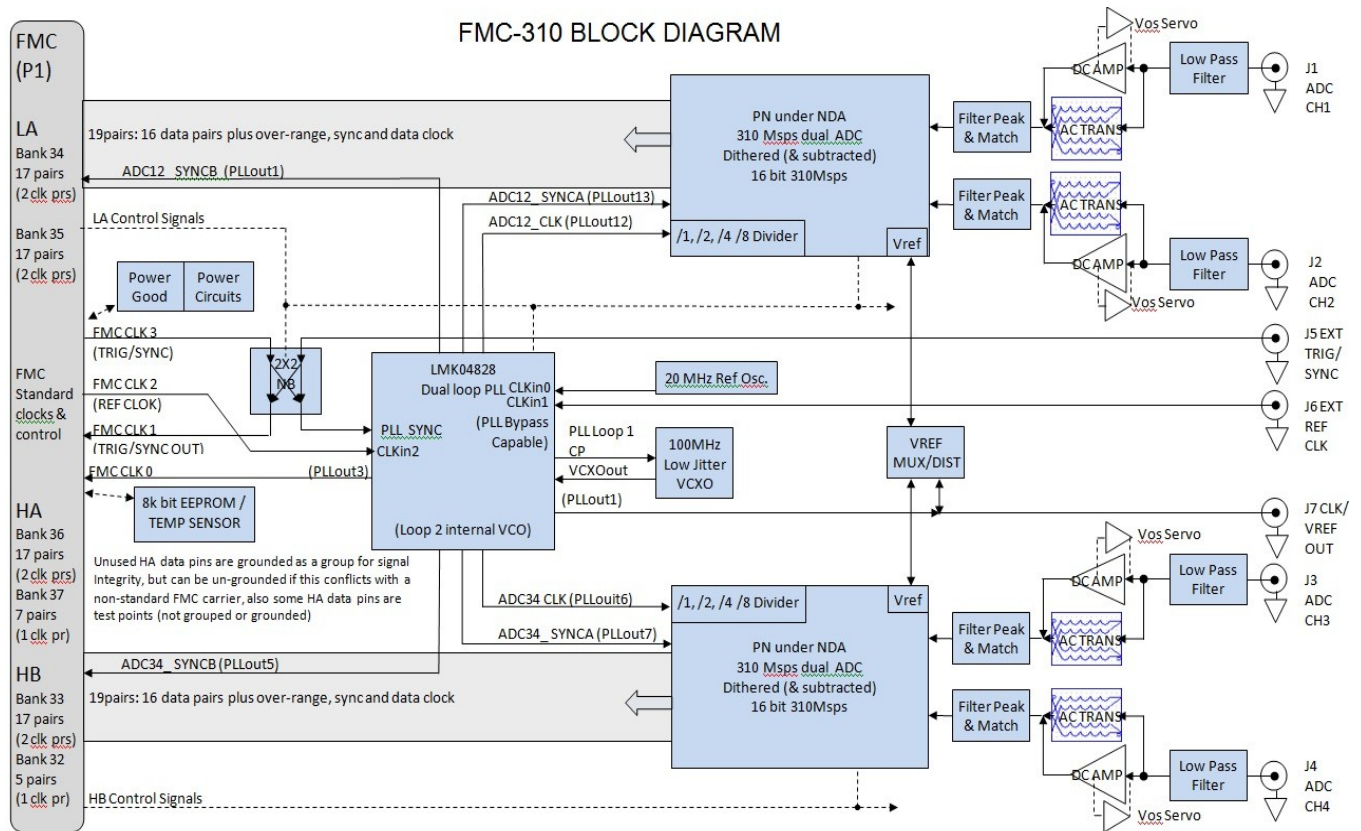 FMC-310 BLOCK DIAGRAM
FMC
(P1)
LA
Bank 34
17 pairs
(2 clk prs)
Bank 35
17 pairs
(2 clk prs)
FMC
Standard
clocks &
control
HA
Bank 36
17 pairs
(2 clk prs)
Bank 37
7 pairs
(1 clk pr)
HB
Bank 33
17 pairs
(2 clk prs)
Bank 32
5 pairs
(1 clk pr)
19pairs: 16 data pairs plus over-range, sync and data clock
ADC12_SYNCB (PLLout1)
LA Control Signals
Power
Good
Power
Circuits
FMC CLK 3
(TRIG/SYNC)
FMC CLK 2
(REF CLOK)
FMC CLK 1
(TRIG/SYNC OUT)
FMC CLK 0
(PLLout3)
8k bit EEPROM /
TEMP SENSOR
Unused HA data pins are grounded as a group for signal
Integrity, but can be un-grounded if this conflicts with a
non-standard FMC carrier, also some HA data pins are
test points (not grouped or grounded)
ADC34_SYNCB (PLLout5)
19pairs: 16 data pairs plus over-range, sync and data clock
HB Control Signals
2X2
NB
ADC12_SYNCA (PLLout13)
ADC12_CLK (PLLout12)
LMK04828
Dual loop PLL
CLKin0
CLKin1
(PLL Bypass
Capable)
PLL SYNC
CLKin2
(Loop 2 internal VCO)
ADC34 CLK (PLLouit6)
ADC34_SYNCA (PLLout7)
20 MHz Ref Osc.
PLL Loop 1
CP
VCXOout
(PLLout1)
100MHz
Low Jitter
VCXO
PN under NDA
310 Msps dual ADC
Dithered (& subtracted)
16 bit 310Msps
/1, /2, /4 /8 Divider
Vref
VREF
MUX/DIST
/1, /2, /4 /8 Divider
Vref
PN under NDA
310 Msps dual ADC
Dithered (& subtracted)
16 bit 310Msps
Vos Servo
DC AMP
Low Pass
Filter
J1
ADC
CH1
Filter Peak
& Match
AC TRANS
Filter Peak
& Match
AC TRANS
DC AMP
Vos Servo
Low Pass
Filter
J2
ADC
CH2
J5 EXT
TRIG/
SYNC
J6 EXT
REF
CLK
J7 CLK/
VREF
OUT
Vos Servo
DC AMP
Low Pass
Filter
J3
ADC
CH3
Filter Peak
& Match
AC TRANS
Filter Peak
& Match
AC TRANS
DC AMP
Vos Servo
Low Pass
Filter
J4
ADC
CH4